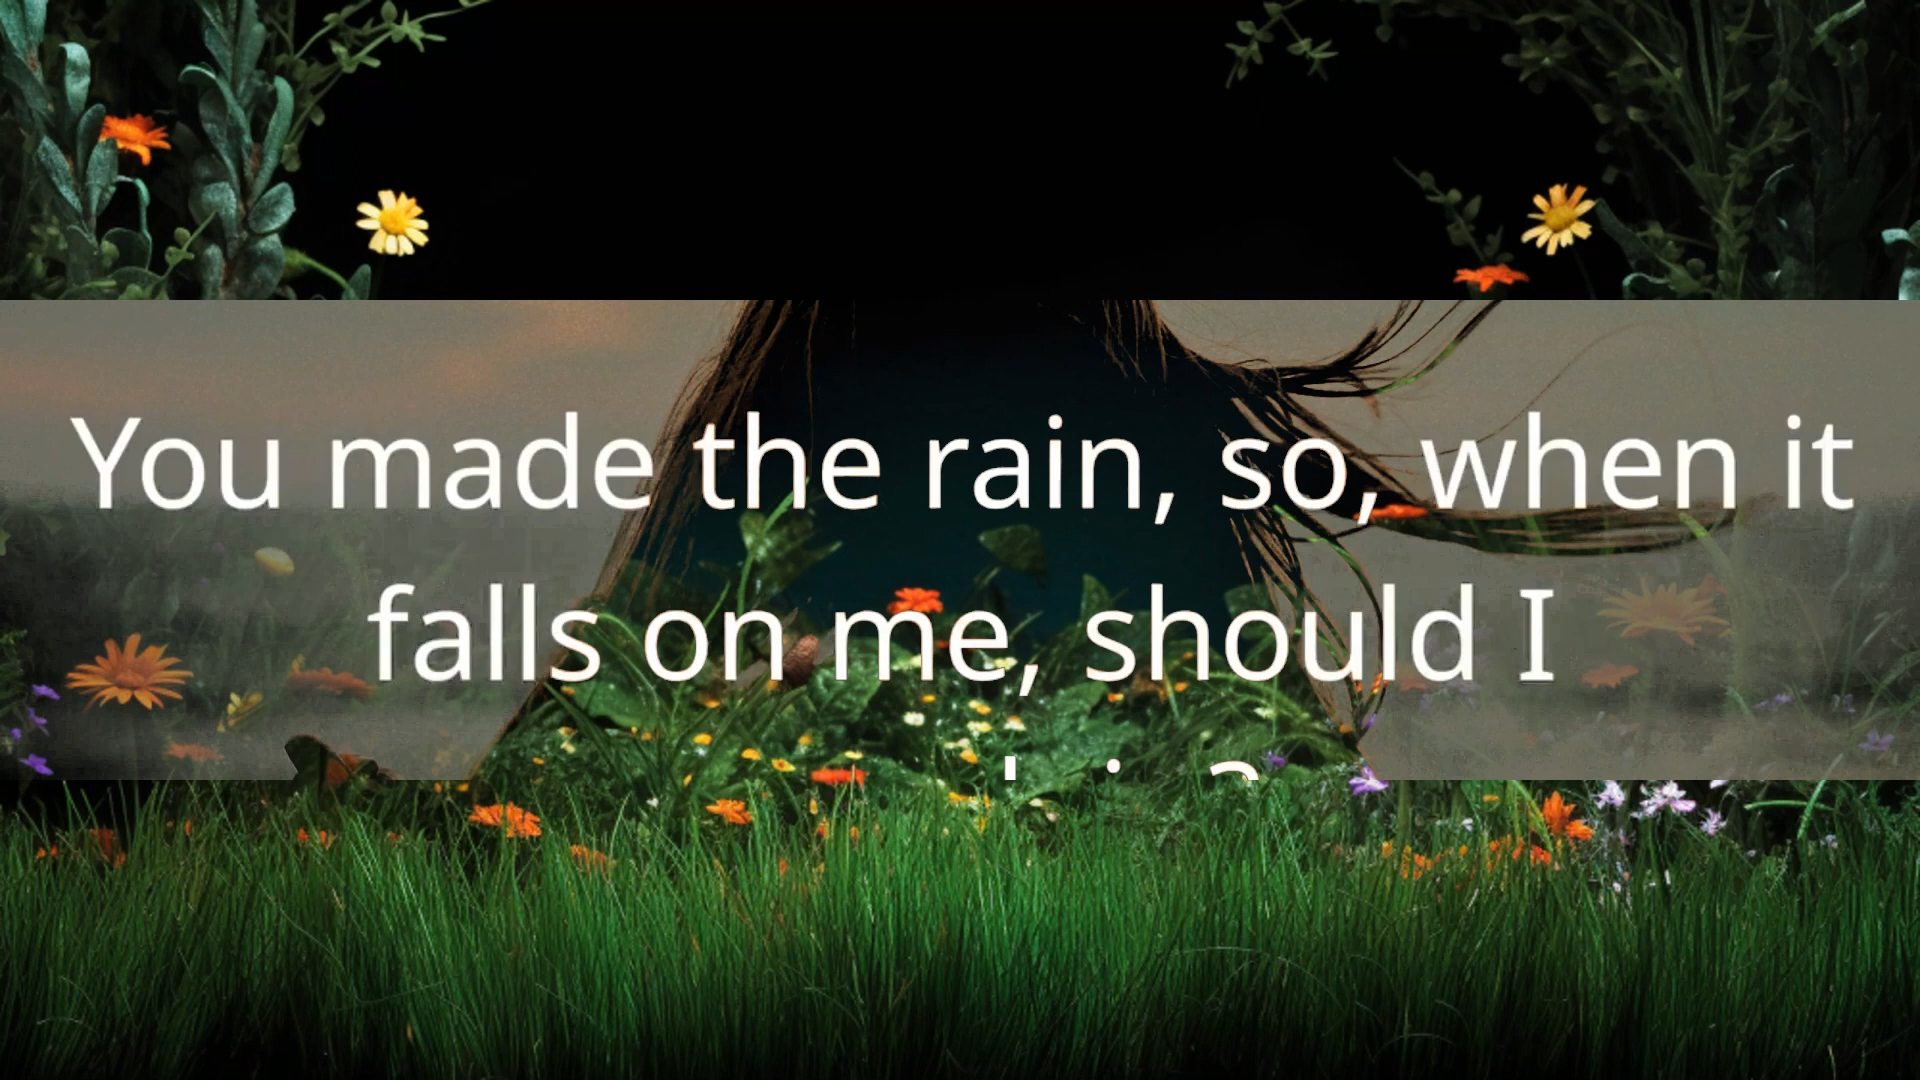 You made the rain, so, when it
falls on me, should I